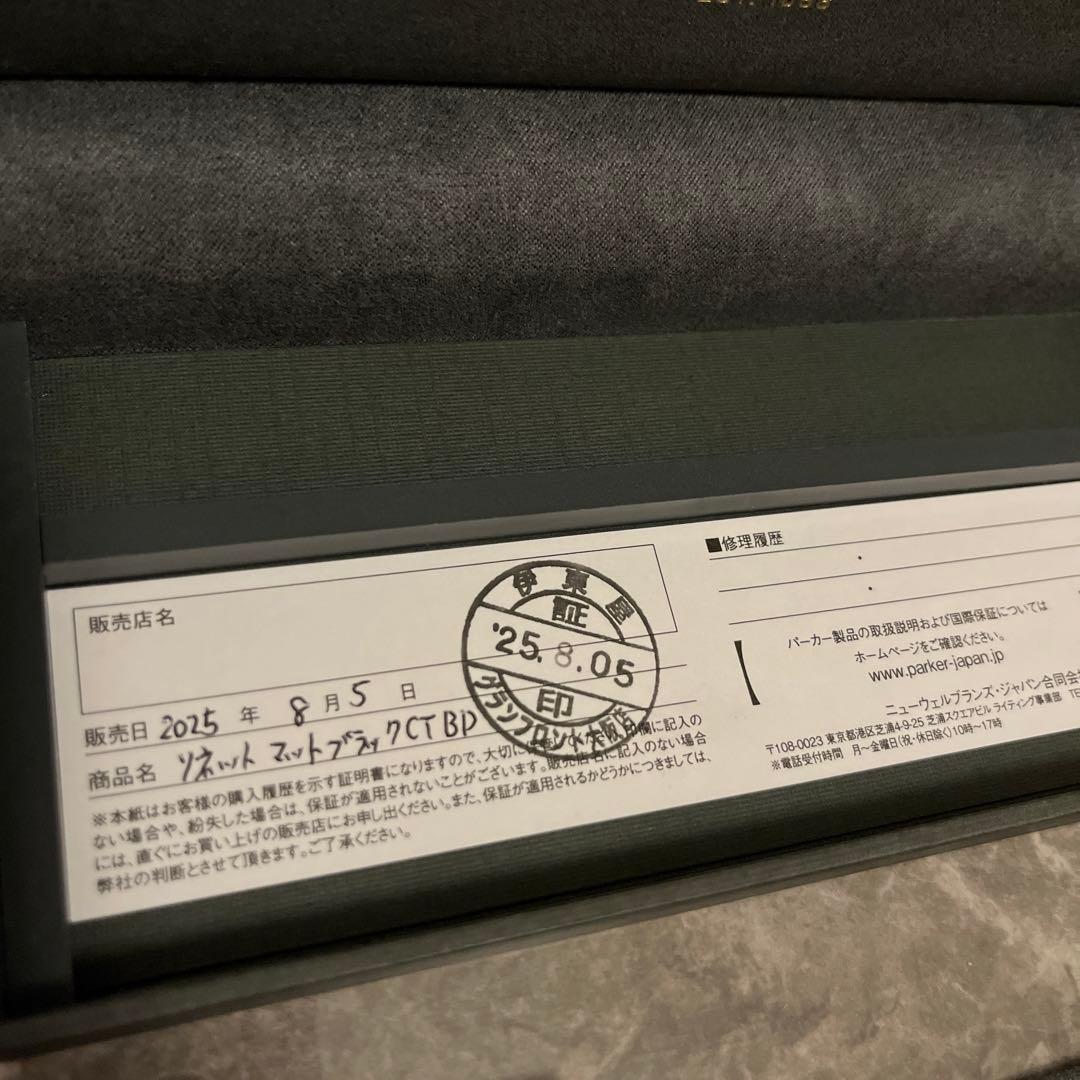 販売店名
伊東屋
証
'25.8.05
印
グランフロント大阪店
販売日 2025 年 8 月 5 日
商品名 ソネット マットブラックCT BP
※本紙はお客様の購入履歴を示す証明書になりますので、大切に
印欄に記入の
ない場合や、紛失した場合は、保証が適用されないことがございます。販売店名に記入のない場合
には、直ぐにお買い上げの販売店にお申し出ください。また、保証が適用されるかどうかにつきましては、
弊社の判断とさせて頂きます。ご了承ください。
■修理履歴
パーカー製品の取扱説明および国際保証については
ホームページをご確認ください。
www.parker-japan.jp
ニューウェルブランズ・ジャパン合同会社
〒108-0023 東京都港区芝浦4-9-25 芝浦スクエアビル ライティング事業部
※電話受付時間 月〜金曜日(祝・休日除く)10時〜17時